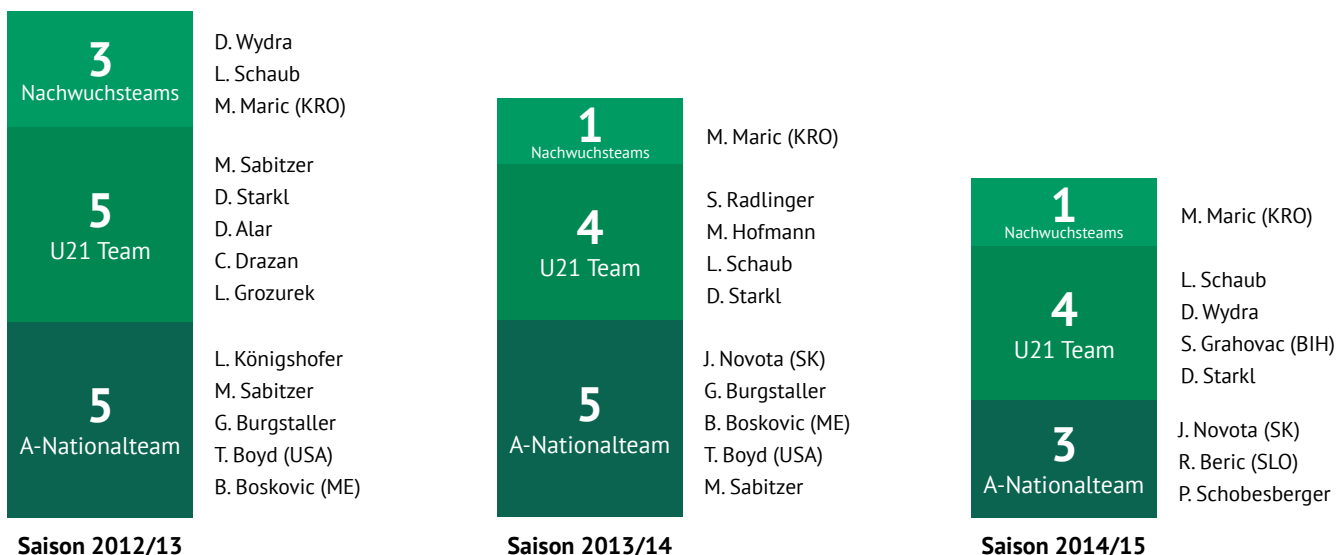 3
Nachwuchsteams
D. Wydra
L. Schaub
M. Maric (KRO)
5
U21 Team
M. Sabitzer
D. Starkl
D. Alar
C. Drazan
L. Grozurek
5
A-Nationalteam
L. Königshofer
M. Sabitzer
G. Burgstaller
T. Boyd (USA)
B. Boskovic (ME)
Saison 2012/13
1
Nachwuchsteams
M. Maric (KRO)
4
U21 Team
S. Radlinger
M. Hofmann
L. Schaub
D. Starkl
5
A-Nationalteam
J. Novota (SK)
G. Burgstaller
B. Boskovic (ME)
T. Boyd (USA)
M. Sabitzer
Saison 2013/14
1
Nachwuchsteams
M. Maric (KRO)
4
U21 Team
L. Schaub
D. Wydra
S. Grahovac (BIH)
D. Starkl
3
A-Nationalteam
J. Novota (SK)
R. Beric (SLO)
P. Schobesberger
Saison 2014/15